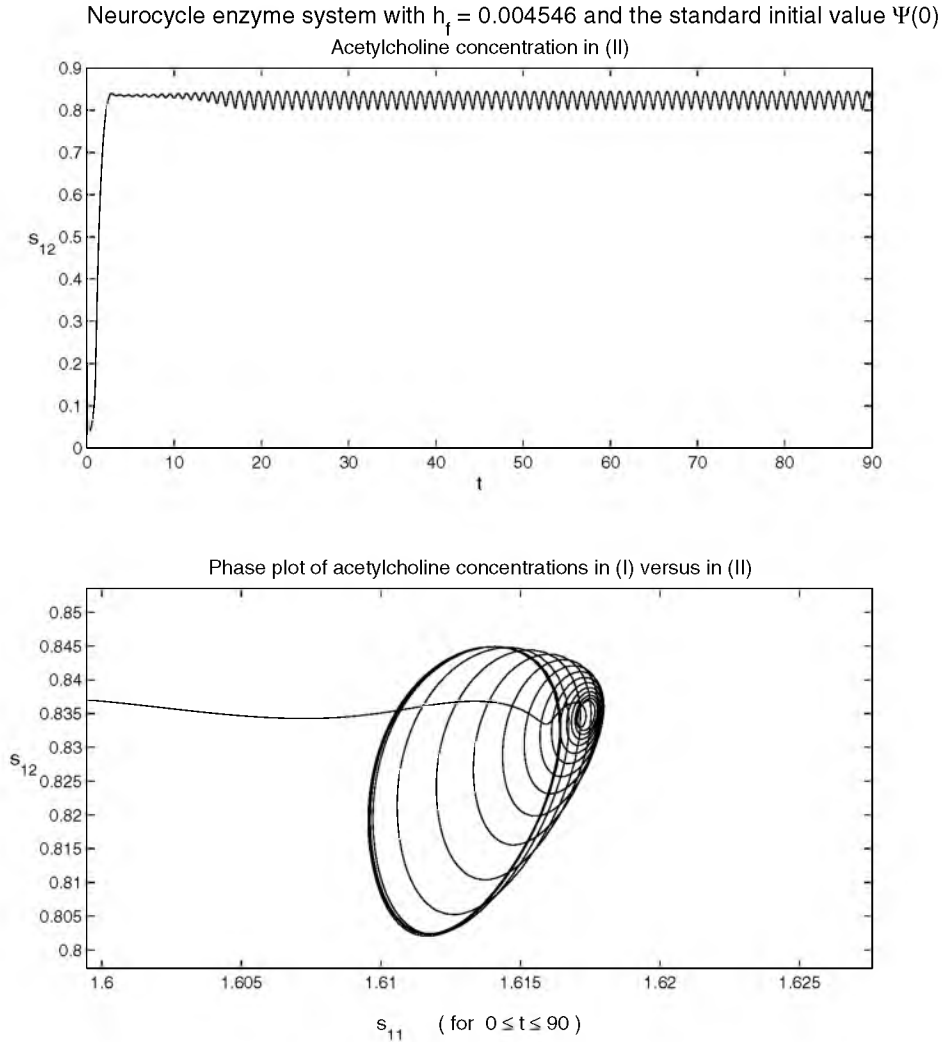 Neurocycle enzyme system with h_f = 0.004546 and the standard initial value Ψ(0)
Acetylcholine concentration in (II)
0.9
0.8
0.7
0.6
0.5
s_12
0.4
0.3
0.2
0.1
0
0 10 20 30 40 50 60 70 80 90
t
Phase plot of acetylcholine concentrations in (I) versus in (II)
0.85
0.845
0.84
0.835
0.83
s_12
0.825
0.82
0.815
0.81
0.805
0.8
1.6 1.605 1.61 1.615 1.62 1.625
s_11 ( for 0 ≤ t ≤ 90 )